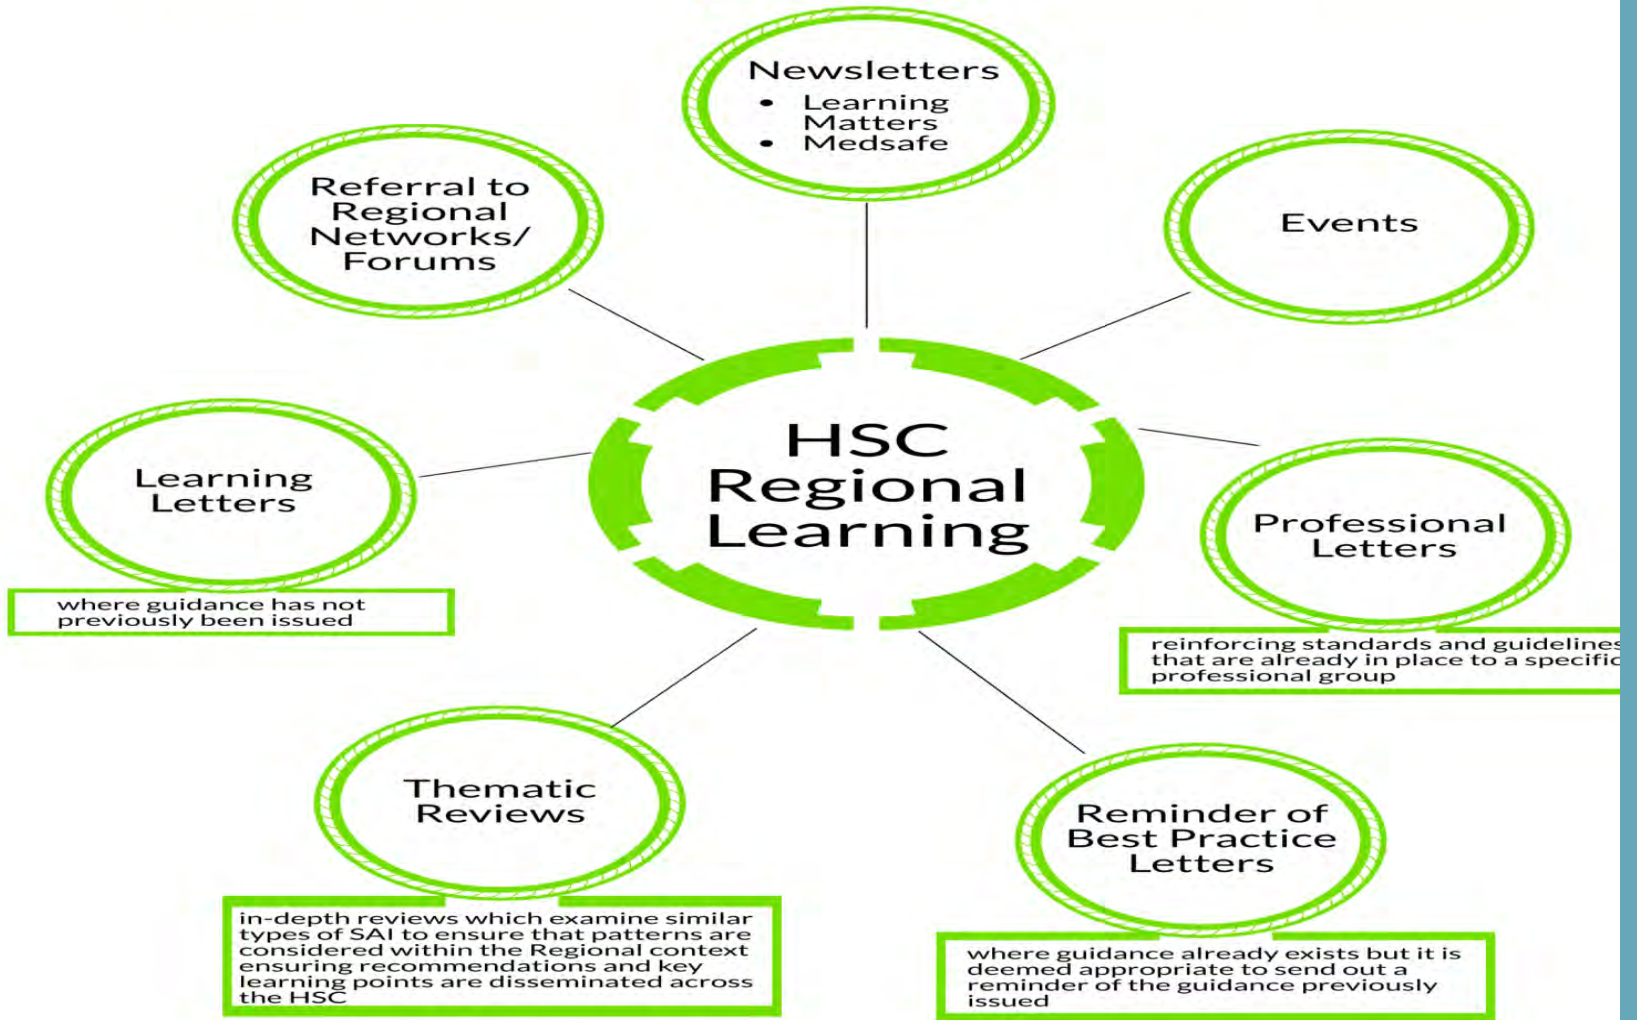 Newsletters
• Learning
Matters
• Medsafe
Referral to
Regional
Networks/
Forums
Events
HSC
Regional
Learning
Learning
Letters
where guidance has not
previously been issued
Professional
Letters
reinforcing standards and guidelines
that are already in place to a specific
professional group
Thematic
Reviews
in-depth reviews which examine similar
types of SAI to ensure that patterns are
considered within the Regional context
ensuring recommendations and key
learning points are disseminated across
the HSC
Reminder of
Best Practice
Letters
where guidance already exists but it is
deemed appropriate to send out a
reminder of the guidance previously
issued